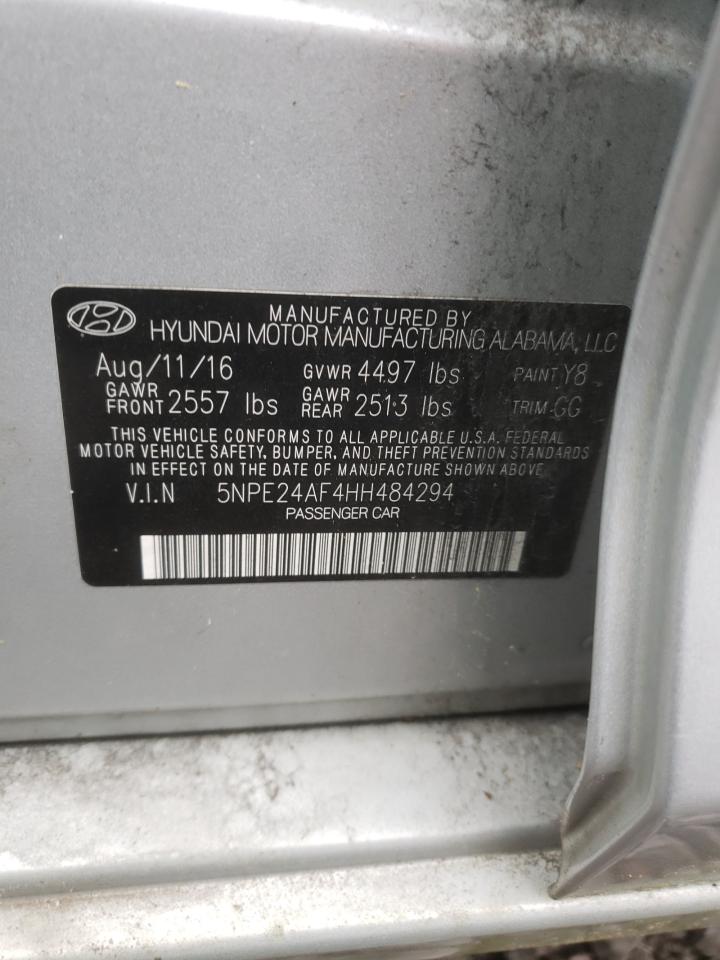 MANUFACTURED BY
HYUNDAI MOTOR MANUFACTURING ALABAMA, LLC
Aug/11/16 GVWR 4497 lbs PAINT Y8
GAWR FRONT 2557 lbs GAWR REAR 2513 lbs TRIM GG
THIS VEHICLE CONFORMS TO ALL APPLICABLE U.S.A. FEDERAL
MOTOR VEHICLE SAFETY, BUMPER, AND THEFT PREVENTION STANDARDS
IN EFFECT ON THE DATE OF MANUFACTURE SHOWN ABOVE.
V.I.N 5NPE24AF4HH484294
PASSENGER CAR